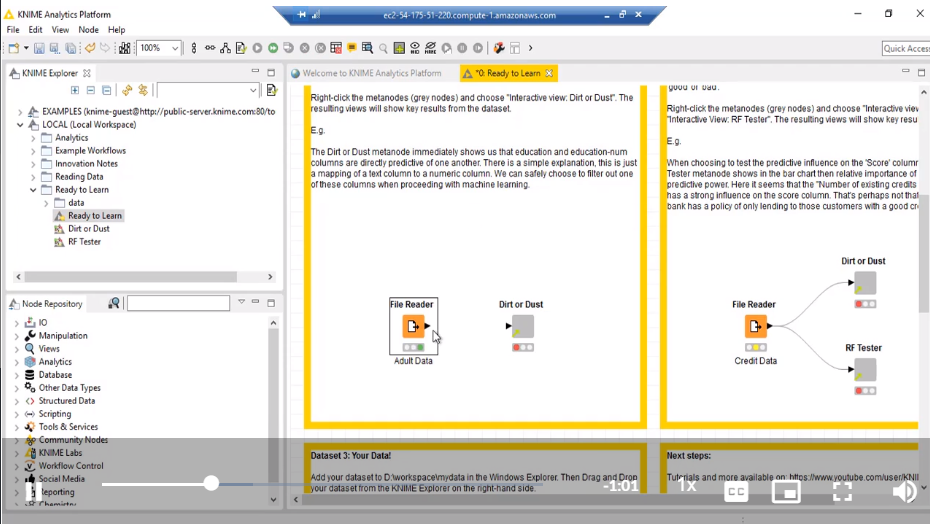 KNIME Analytics Platform
ec2-54-175-51-220.compute-1.amazonaws.com
File Edit View Node Help
100%
Quick Access
KNIME Explorer
Welcome to KNIME Analytics Platform
*0: Ready to Learn
EXAMPLES (knime-guest@http://public-server.knime.com:80/to
LOCAL (Local Workspace)
Analytics
Example Workflows
Innovation Notes
Reading Data
Ready to Learn
data
Ready to Learn
Dirt or Dust
RF Tester
Node Repository
IO
Manipulation
Views
Analytics
Database
Other Data Types
Structured Data
Scripting
Tools & Services
Community Nodes
KNIME Labs
Workflow Control
Social Media
Reporting
Chemistry
Right-click the metanodes (grey nodes) and choose "Interactive view: Dirt or Dust". The
resulting views will show key results from the dataset.
E.g.
The Dirt or Dust metanode immediately shows us that education and education-num
columns are directly predictive of one another. There is a simple explanation, this is just
a mapping of a text column to a numeric column. We can safely choose to filter out one
of these columns when proceeding with machine learning.
File Reader
Adult Data
Dirt or Dust
good or bad.
Right-click the metanodes (grey nodes) and choose "Interactive view
"Interactive View: RF Tester". The resulting views will show key resu
E.g.
When choosing to test the predictive influence on the 'Score' column
Tester metanode shows in the bar chart then relative importance of
predictive power. Here it seems that the "Number of existing credits
has a strong influence on the score column. That's perhaps not that
bank has a policy of only lending to those customers with a good cre
File Reader
Credit Data
Dirt or Dust
RF Tester
Dataset 3: Your Data!
Add your dataset to D:\workspace\mydata in the Windows Explorer. Then Drag and Drop
your dataset from the KNIME Explorer on the right-hand side.
Next steps:
Tutorials and more available on: https://www.youtube.com/user/KNI
-1:01
1x
CC